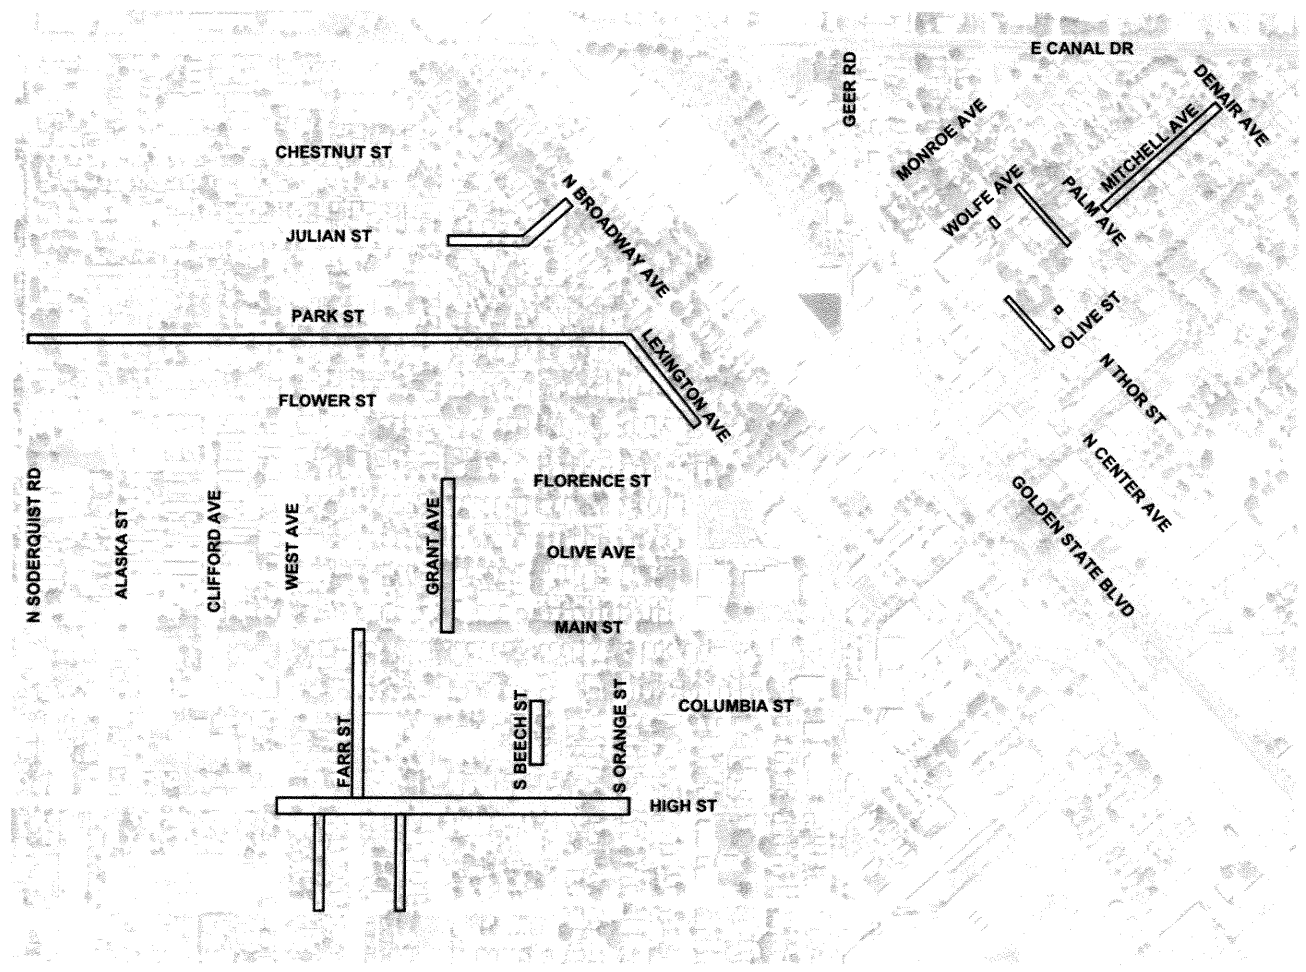 E CANAL DR
GEER RD
DENAIR AVE
MONROE AVE
MITCHELL AVE
CHESTNUT ST
WOLFE AVE
PALM AVE
N BROADWAY AVE
JULIAN ST
PARK ST
OLIVE ST
LEXINGTON AVE
N THOR ST
FLOWER ST
N CENTER AVE
FLORENCE ST
GOLDEN STATE BLVD
N SODERQUIST RD
ALASKA ST
CLIFFORD AVE
WEST AVE
GRANT AVE
OLIVE AVE
MAIN ST
COLUMBIA ST
FARR ST
S BEECH ST
S ORANGE ST
HIGH ST